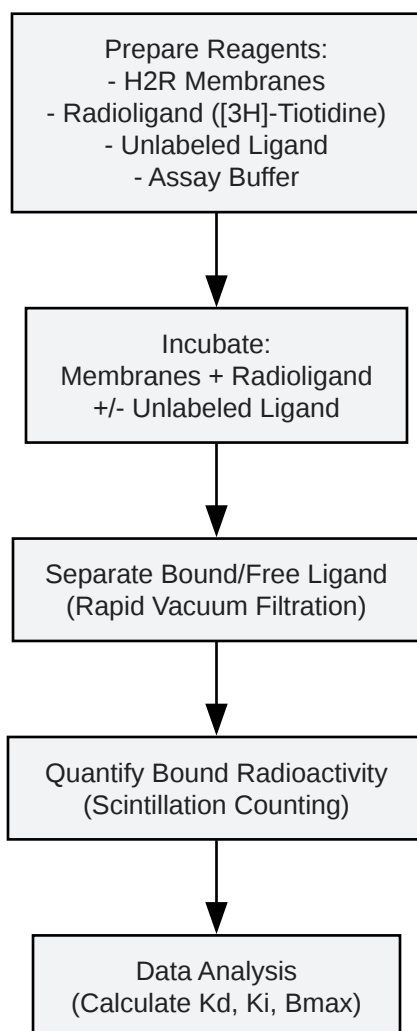 Prepare Reagents:
- H2R Membranes
- Radioligand ([3H]-Tiotidine)
- Unlabeled Ligand
- Assay Buffer
Incubate:
Membranes + Radioligand
+/- Unlabeled Ligand
Separate Bound/Free Ligand
(Rapid Vacuum Filtration)
Quantify Bound Radioactivity
(Scintillation Counting)
Data Analysis
(Calculate Kd, Ki, Bmax)